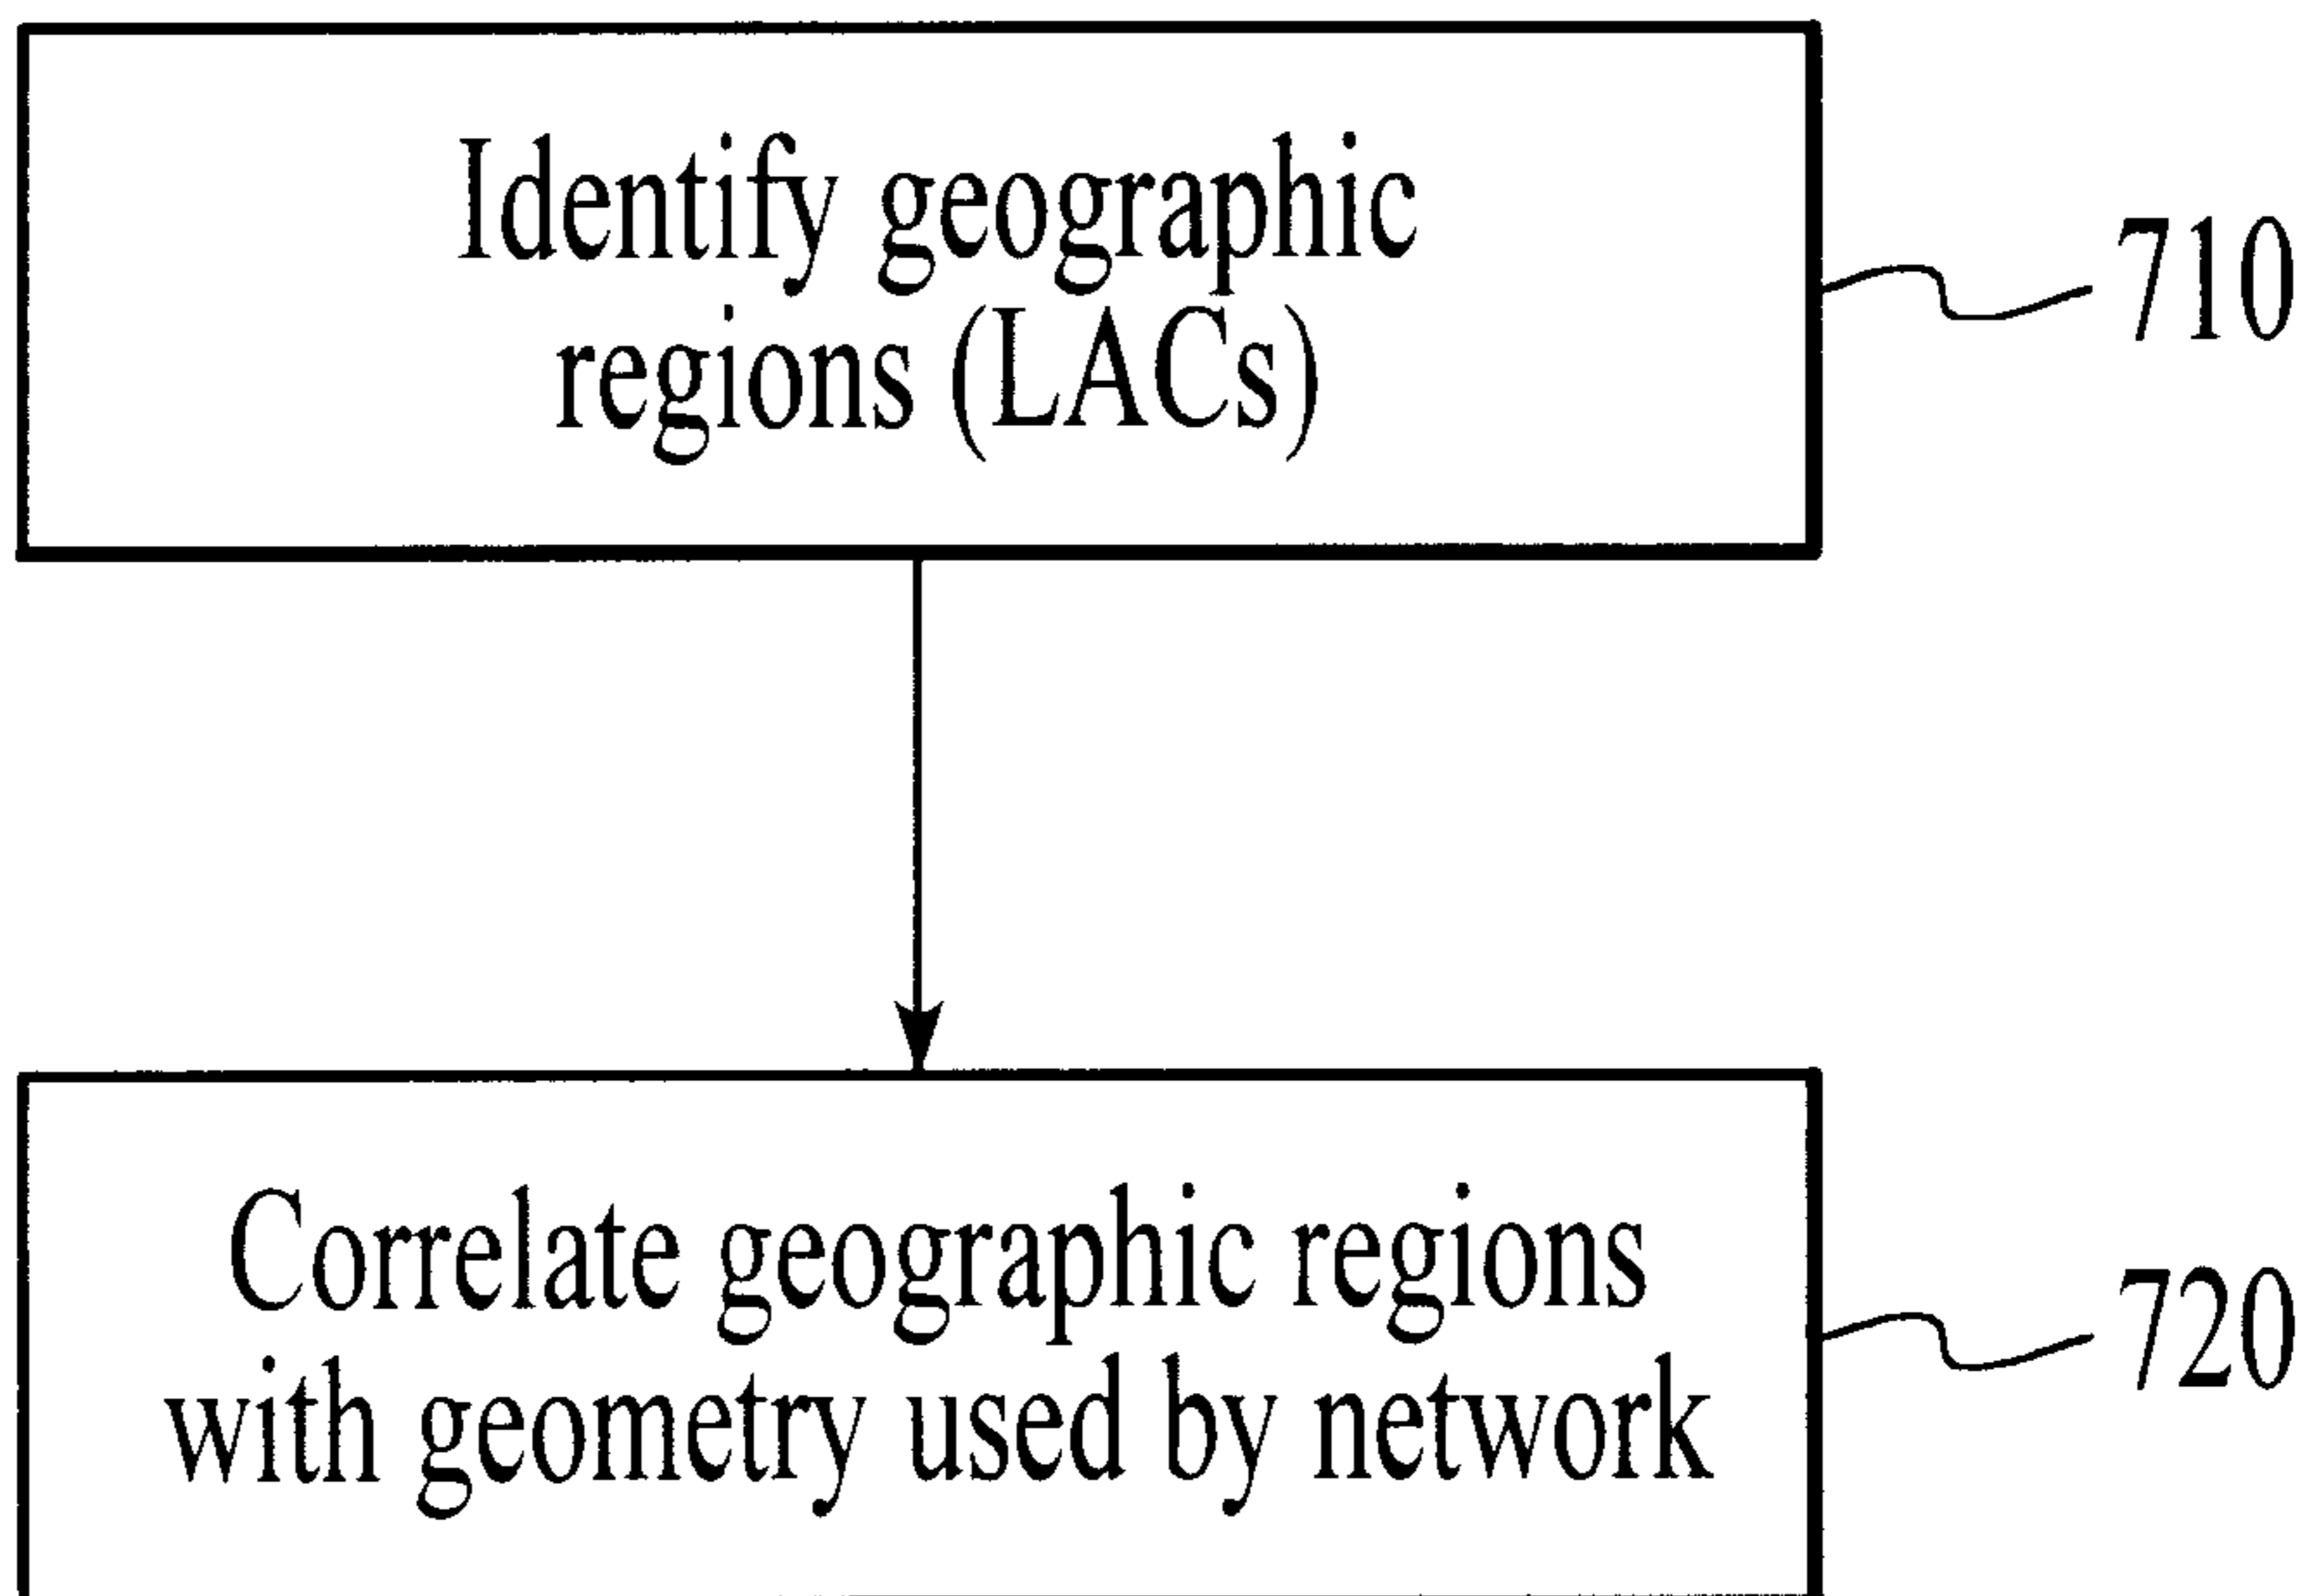 Identify geographic
regions (LACs)
710
Correlate geographic regions
with geometry used by network
720